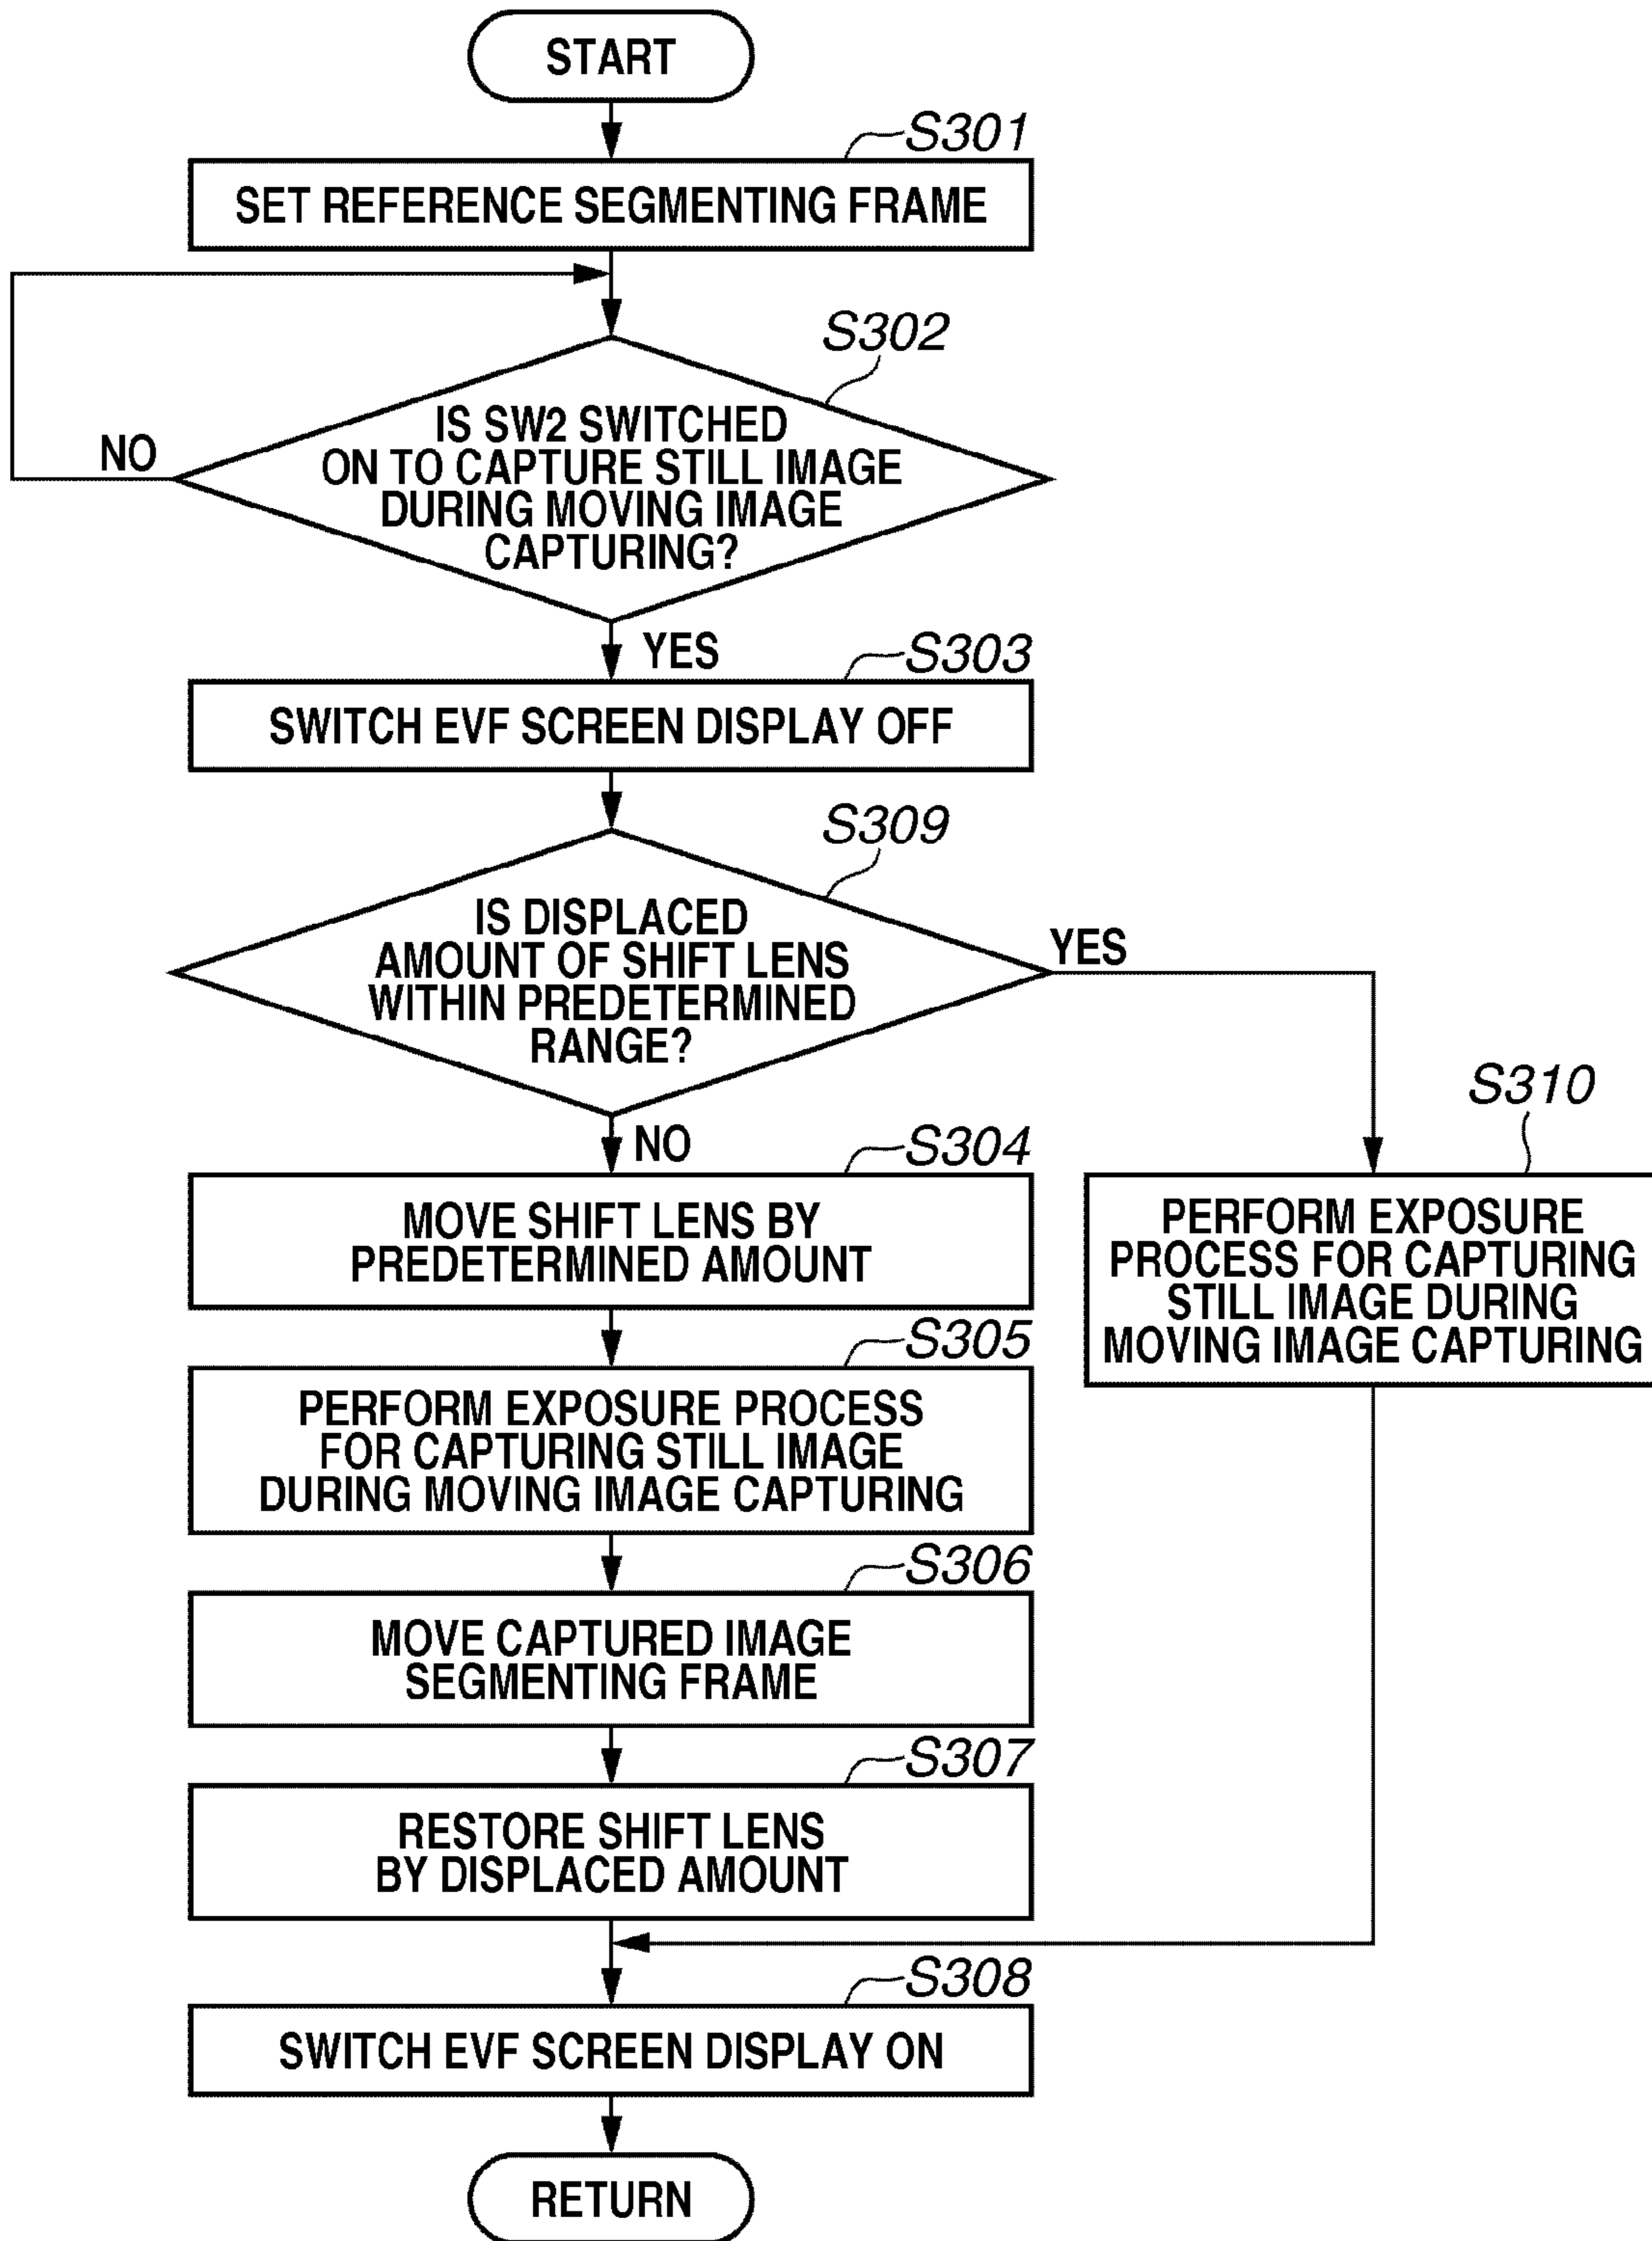 START
S301
SET REFERENCE SEGMENTING FRAME
S302
IS SW2 SWITCHED
ON TO CAPTURE STILL IMAGE
DURING MOVING IMAGE
CAPTURING?
NO
YES
S303
SWITCH EVF SCREEN DISPLAY OFF
S309
IS DISPLACED
AMOUNT OF SHIFT LENS
WITHIN PREDETERMINED
RANGE?
YES
NO
S304
MOVE SHIFT LENS BY
PREDETERMINED AMOUNT
S310
PERFORM EXPOSURE
PROCESS FOR CAPTURING
STILL IMAGE DURING
MOVING IMAGE CAPTURING
S305
PERFORM EXPOSURE PROCESS
FOR CAPTURING STILL IMAGE
DURING MOVING IMAGE CAPTURING
S306
MOVE CAPTURED IMAGE
SEGMENTING FRAME
S307
RESTORE SHIFT LENS
BY DISPLACED AMOUNT
S308
SWITCH EVF SCREEN DISPLAY ON
RETURN